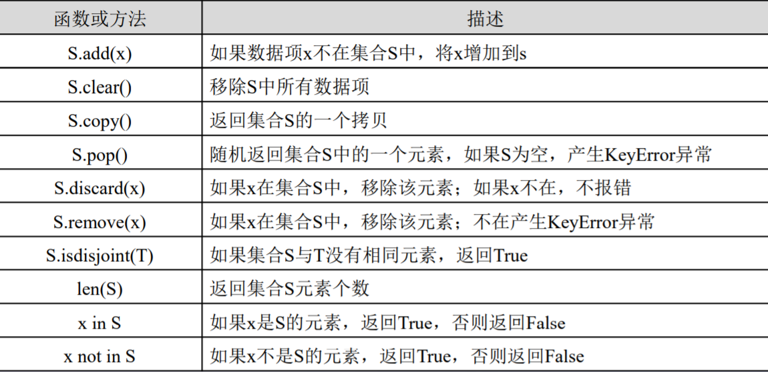 函数或方法 描述
S.add(x) 如果数据项x不在集合S中，将x增加到s
S.clear() 移除S中所有数据项
S.copy() 返回集合S的一个拷贝
S.pop() 随机返回集合S中的一个元素，如果S为空，产生KeyError异常
S.discard(x) 如果x在集合S中，移除该元素；如果x不在，不报错
S.remove(x) 如果x在集合S中，移除该元素；不在产生KeyError异常
S.isdisjoint(T) 如果集合S与T没有相同元素，返回True
len(S) 返回集合S元素个数
x in S 如果x是S的元素，返回True，否则返回False
x not in S 如果x不是S的元素，返回True，否则返回False